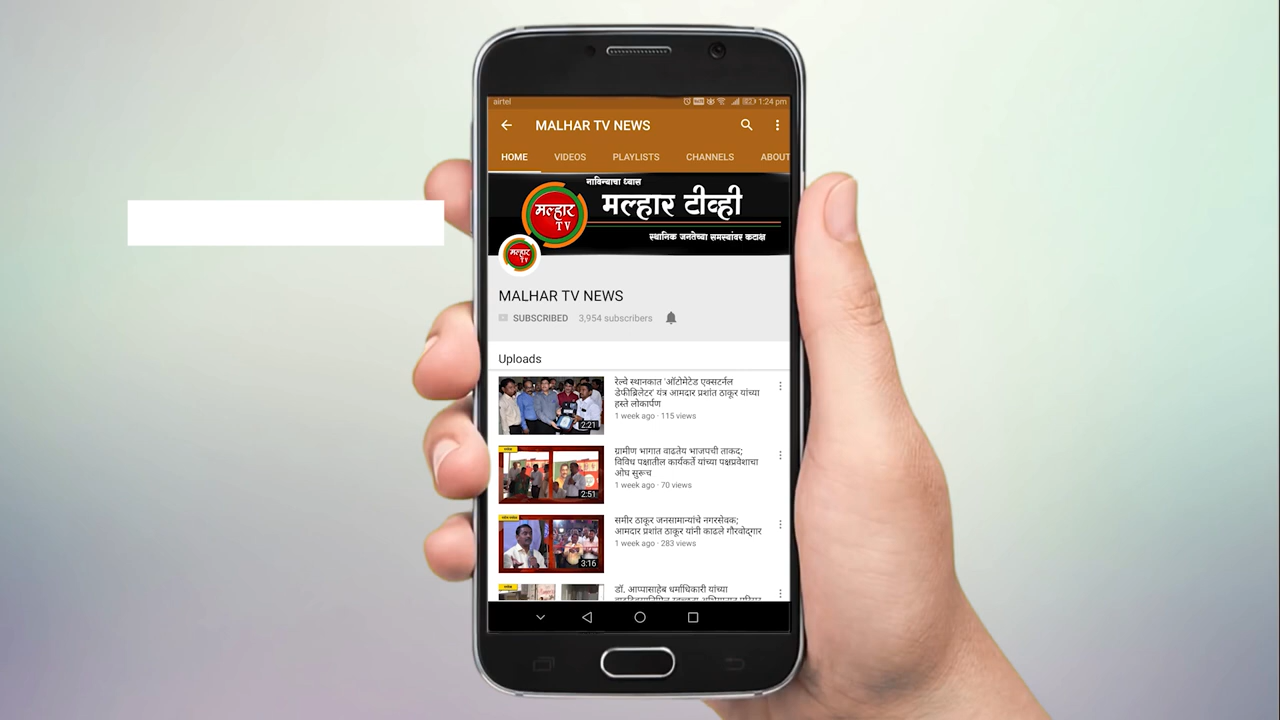 airtel 1:24 pm
MALHAR TV NEWS
HOME VIDEOS PLAYLISTS CHANNELS ABOUT
नाविन्याचा ध्यास
मल्हार TV
मल्हार टीव्ही
स्थानिक जनतेच्या समस्यांवर कटाक्ष
मल्हार TV
MALHAR TV NEWS
SUBSCRIBED 3,954 subscribers
Uploads
रेल्वे स्थानकात 'ऑटोमेटेड एक्सटर्नल
डेफीब्रिलेटर' यंत्र आमदार प्रशांत ठाकूर यांच्या
हस्ते लोकार्पण
1 week ago · 115 views
2:21
ग्रामीण भागात वाढतेय भाजपची ताकद;
विविध पक्षातील कार्यकर्ते यांच्या पक्षप्रवेशाचा
ओघ सुरूच
1 week ago · 70 views
2:51
समीर ठाकूर जनसामान्यांचे नगरसेवक;
आमदार प्रशांत ठाकूर यांनी काढले गौरवोद्गार
1 week ago · 283 views
3:16
डॉ. आप्पासाहेब धर्माधिकारी यांच्या